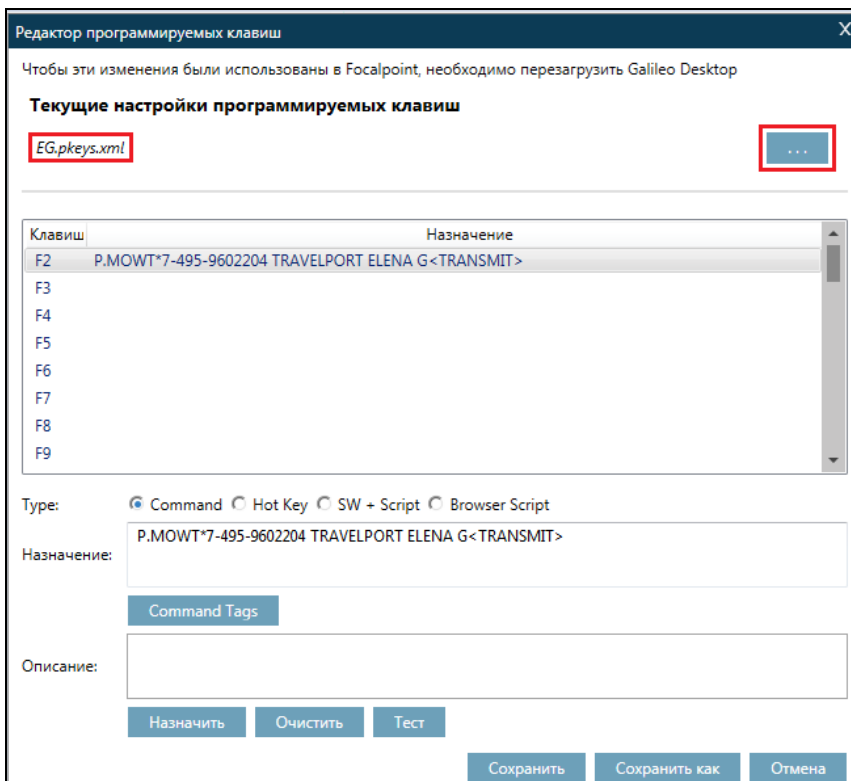 Редактор программируемых клавиш X
Чтобы эти изменения были использованы в Focalpoint, необходимо перезагрузить Galileo Desktop
Текущие настройки программируемых клавиш
EG.pkeys.xml ...
Клавиш Назначение
F2 P.MOWT*7-495-9602204 TRAVELPORT ELENA G<TRANSMIT>
F3
F4
F5
F6
F7
F8
F9
Type: Command Hot Key SW + Script Browser Script
P.MOWT*7-495-9602204 TRAVELPORT ELENA G<TRANSMIT>
Назначение:
Command Tags
Описание:
Назначить Очистить Тест
Сохранить Сохранить как Отмена